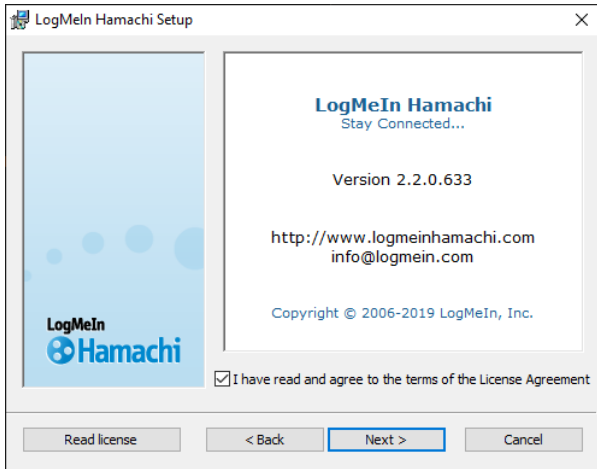 LogMeIn Hamachi Setup
LogMeIn Hamachi
Stay Connected...
Version 2.2.0.633
http://www.logmeinhamachi.com
info@logmein.com
Copyright © 2006-2019 LogMeIn, Inc.
LogMeIn
Hamachi
I have read and agree to the terms of the License Agreement
Read license
< Back
Next >
Cancel